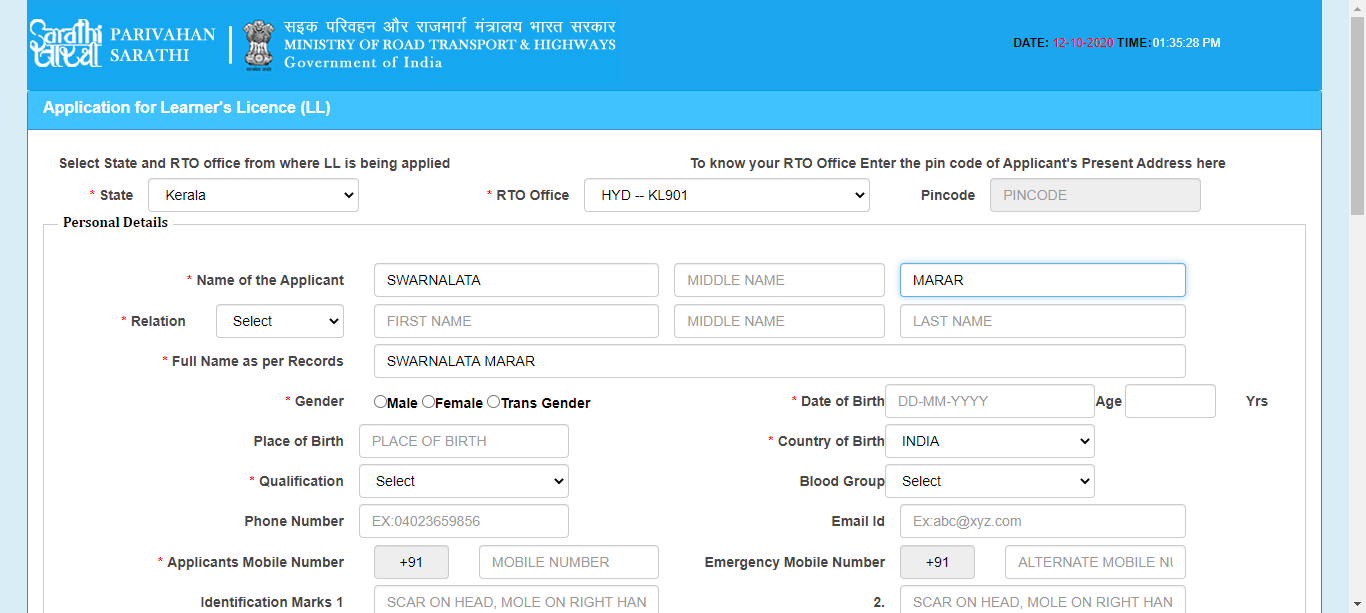 Sarathi सारथी PARIVAHAN SARATHI
सड़क परिवहन और राजमार्ग मंत्रालय भारत सरकार
MINISTRY OF ROAD TRANSPORT & HIGHWAYS
Government of India
DATE: 12-10-2020 TIME:01:35:28 PM
Application for Learner's Licence (LL)
Select State and RTO office from where LL is being applied To know your RTO Office Enter the pin code of Applicant's Present Address here
* State Kerala * RTO Office HYD -- KL901 Pincode PINCODE
Personal Details
* Name of the Applicant SWARNALATA MIDDLE NAME MARAR
* Relation Select FIRST NAME MIDDLE NAME LAST NAME
* Full Name as per Records SWARNALATA MARAR
* Gender Male Female Trans Gender * Date of Birth DD-MM-YYYY Age Yrs
Place of Birth PLACE OF BIRTH * Country of Birth INDIA
* Qualification Select Blood Group Select
Phone Number EX:04023659856 Email Id Ex:abc@xyz.com
* Applicants Mobile Number +91 MOBILE NUMBER Emergency Mobile Number +91 ALTERNATE MOBILE NU
Identification Marks 1 SCAR ON HEAD, MOLE ON RIGHT HAN 2. SCAR ON HEAD, MOLE ON RIGHT HAN